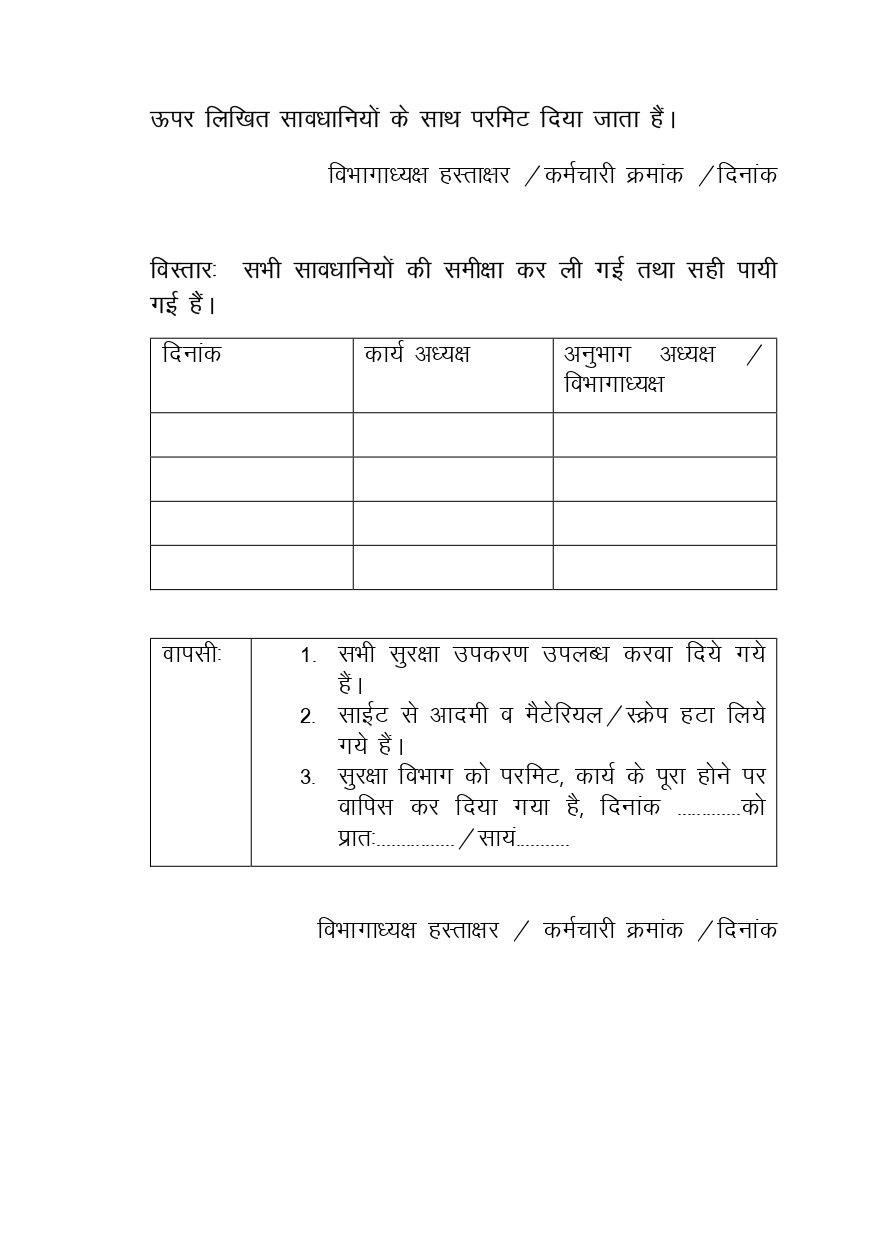 ऊपर लिखित सावधानियों के साथ परमिट दिया जाता हैं।
विभागाध्यक्ष हस्ताक्षर /कर्मचारी क्रमांक /दिनांक
विस्तार: सभी सावधानियों की समीक्षा कर ली गई तथा सही पायी
गई हैं।
दिनांक कार्य अध्यक्ष अनुभाग अध्यक्ष /
विभागाध्यक्ष
वापसी: 1. सभी सुरक्षा उपकरण उपलब्ध करवा दिये गये
हैं।
2. साईट से आदमी व मैटेरियल/स्क्रेप हटा लिये
गये हैं।
3. सुरक्षा विभाग को परमिट, कार्य के पूरा होने पर
वापिस कर दिया गया है, दिनांक .............को
प्रात:................/सायं...........
विभागाध्यक्ष हस्ताक्षर / कर्मचारी क्रमांक /दिनांक